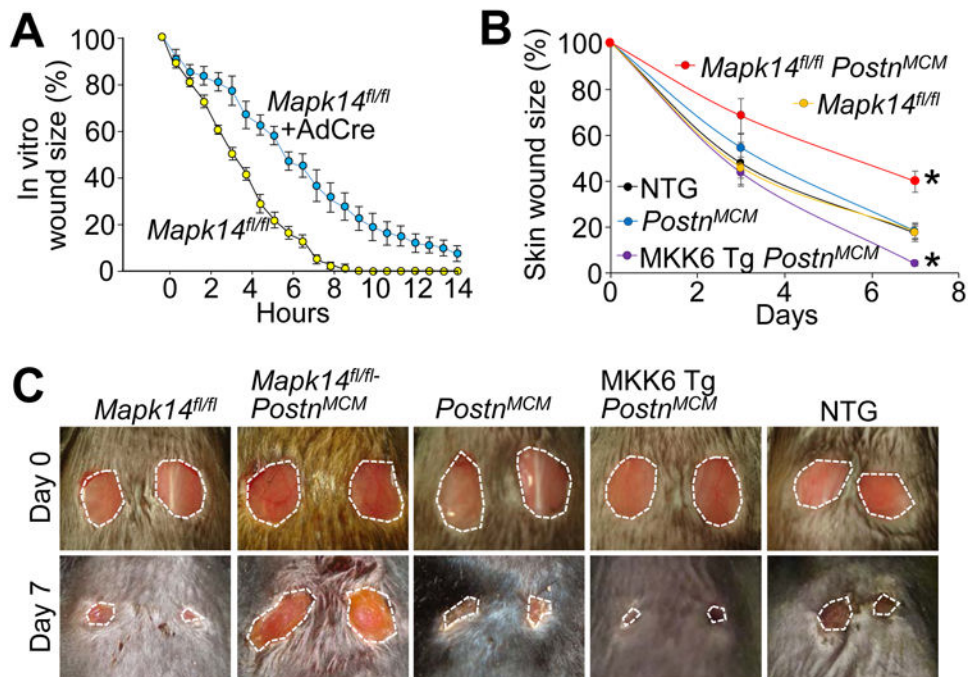 A
In vitro
wound size (%)
100
80
60
40
20
0
Mapk14fl/fl
+AdCre
Mapk14fl/fl
0 2 4 6 8 10 12 14
Hours
B
Skin wound size (%)
100
80
60
40
20
0
Mapk14fl/fl PostnMCM
Mapk14fl/fl
NTG
PostnMCM
MKK6 Tg PostnMCM
*
*
0 2 4 6 8
Days
C
Mapk14fl/fl
Mapk14fl/fl-
PostnMCM
PostnMCM
MKK6 Tg
PostnMCM
NTG
Day 0
Day 7